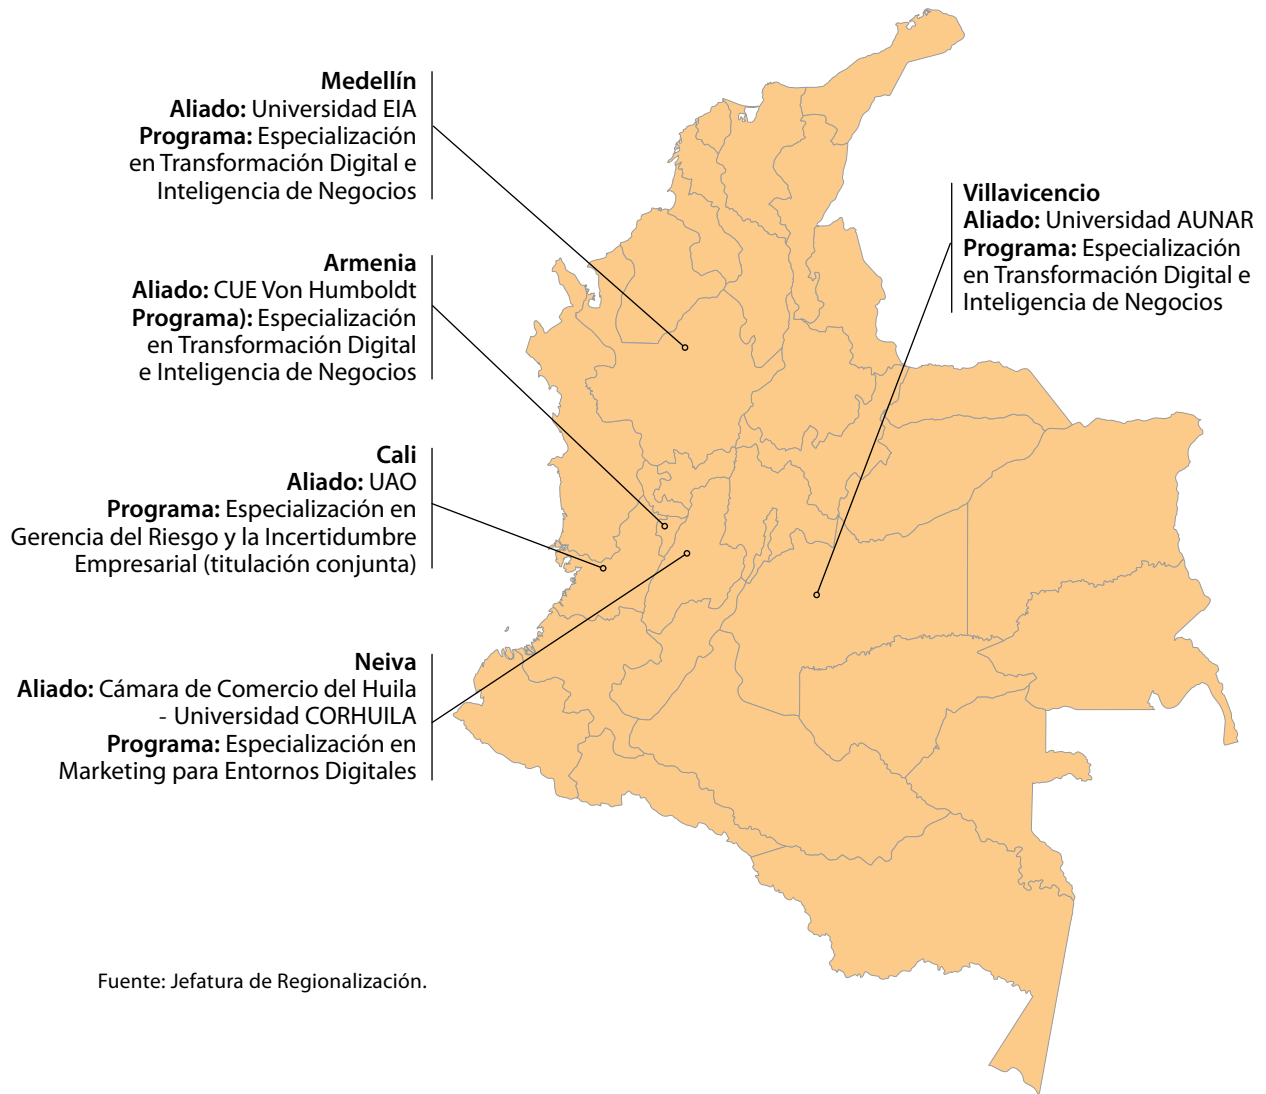 Medellín
Aliado: Universidad EIA
Programa: Especialización
en Transformación Digital e
Inteligencia de Negocios
Armenia
Aliado: CUE Von Humboldt
Programa): Especialización
en Transformación Digital
e Inteligencia de Negocios
Cali
Aliado: UAO
Programa: Especialización en
Gerencia del Riesgo y la Incertidumbre
Empresarial (titulación conjunta)
Neiva
Aliado: Cámara de Comercio del Huila
- Universidad CORHUILA
Programa: Especialización en
Marketing para Entornos Digitales
Villavicencio
Aliado: Universidad AUNAR
Programa: Especialización
en Transformación Digital e
Inteligencia de Negocios
Fuente: Jefatura de Regionalización.